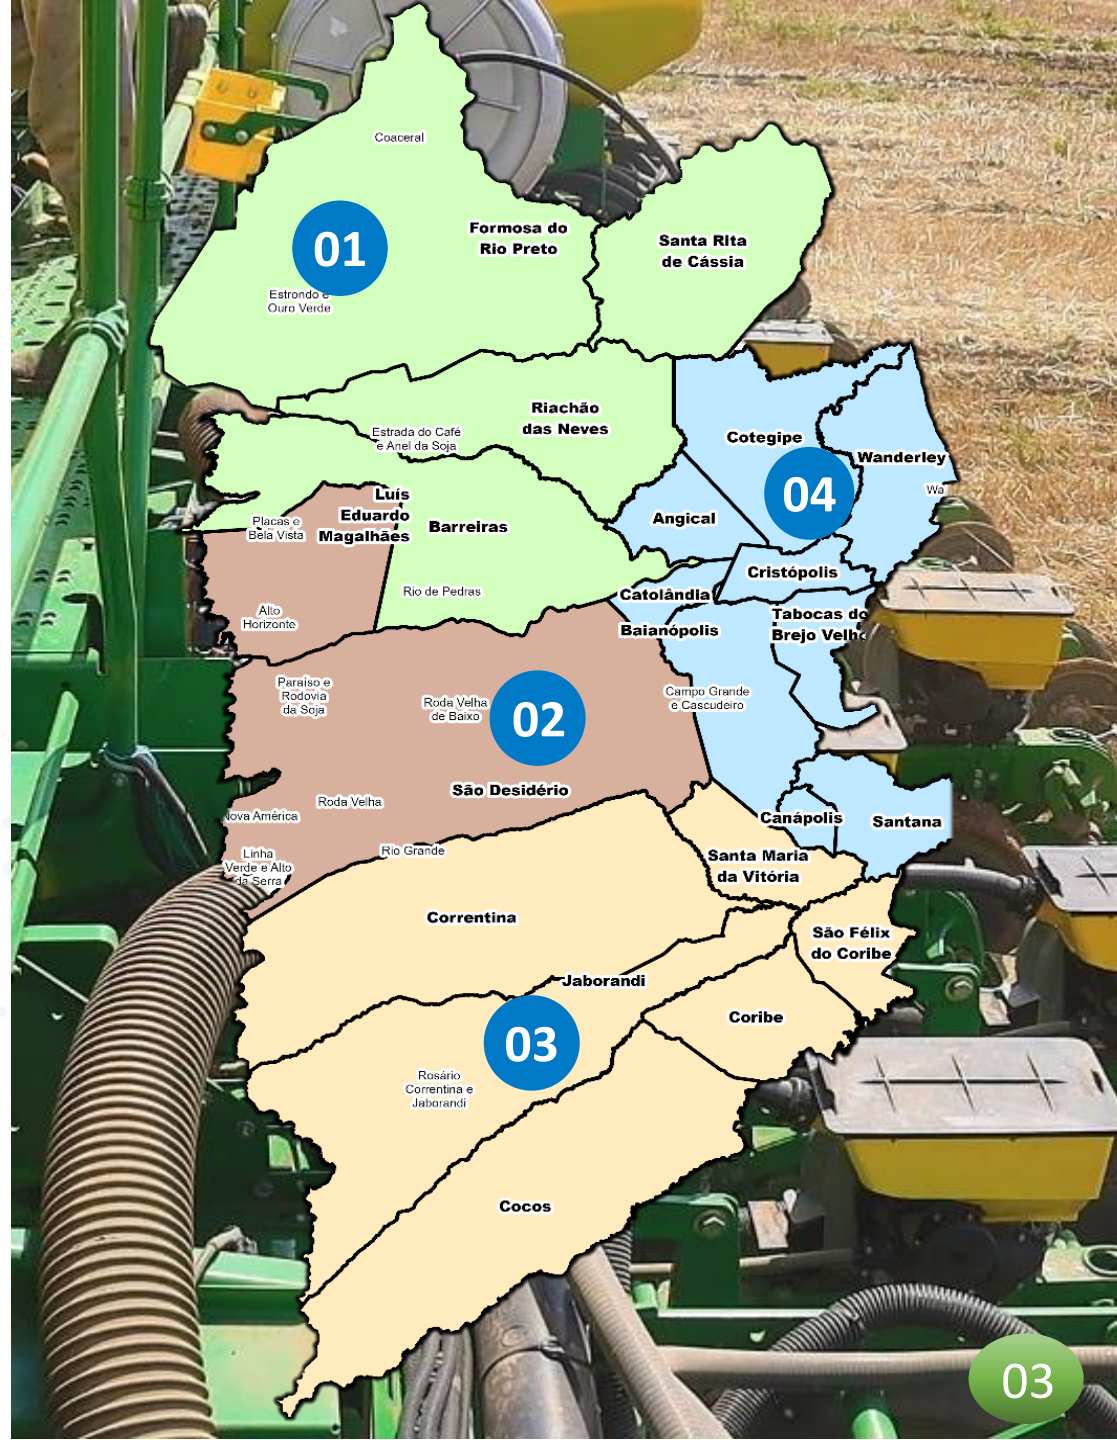 Coaceral
01
Formosa do
Rio Preto
Santa RIta
de Cássia
Estrondo e
Ouro Verde
Riachão
das Neves
Estrada do Café
e Anel da Soja
Cotegipe
Wanderley
04
Wa
Luís
Eduardo
Magalhães
Barreiras
Angical
Placas e
Bela Vista
Cristópolis
Rio de Pedras
Catolândia
Alto
Horizonte
Baianópolis
Tabocas do
Brejo Velho
Paraíso e
Rodovia
da Soja
Roda Velha
de Baixo
02
Campo Grande
e Cascudeiro
São Desidério
Roda Velha
Nova América
Canápolis
Santana
Rio Grande
Linha
Verde e Alto
da Serra
Santa Maria
da Vitória
Correntina
São Félix
do Coribe
Jaborandi
Coribe
03
Rosário
Correntina e
Jaborandi
Cocos
03